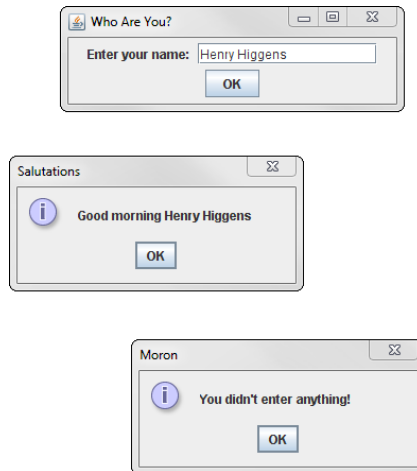 Who Are You?
Enter your name: Henry Higgens
OK
Salutations
Good morning Henry Higgens
OK
Moron
You didn't enter anything!
OK